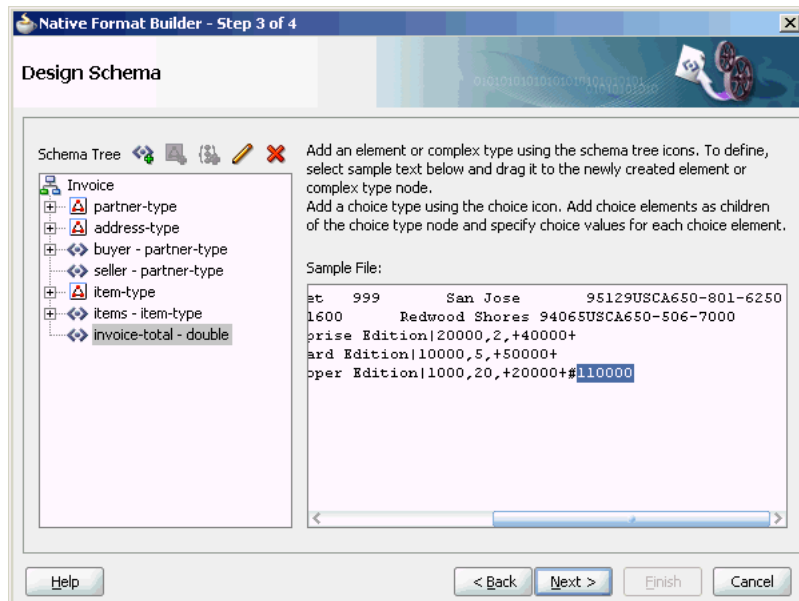 Native Format Builder - Step 3 of 4
Design Schema
Schema Tree
Invoice
partner-type
address-type
buyer - partner-type
seller - partner-type
item-type
items - item-type
invoice-total - double
Add an element or complex type using the schema tree icons. To define,
select sample text below and drag it to the newly created element or
complex type node.
Add a choice type using the choice icon. Add choice elements as children
of the choice type node and specify choice values for each choice element.
Sample File:
et 999 San Jose 95129USCA650-801-6250
1600 Redwood Shores 94065USCA650-506-7000
prise Edition|20000,2,+40000+
ard Edition|10000,5,+50000+
oper Edition|1000,20,+20000+#110000
Help
< Back
Next >
Finish
Cancel